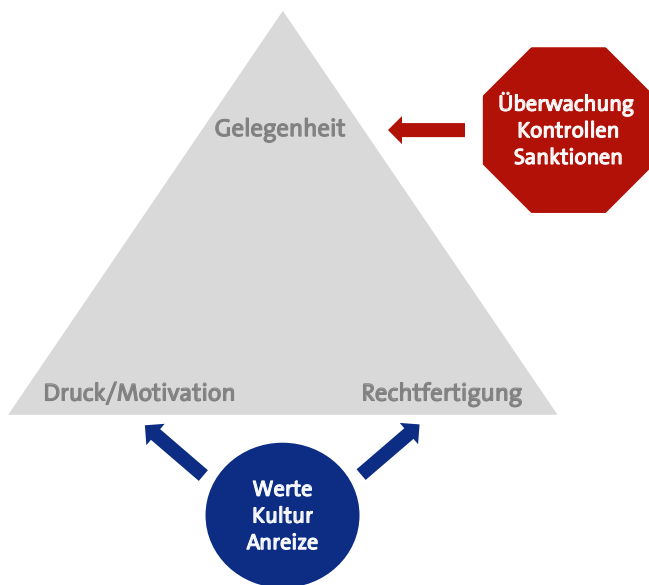 Gelegenheit
Überwachung
Kontrollen
Sanktionen
Druck/Motivation
Rechtfertigung
Werte
Kultur
Anreize